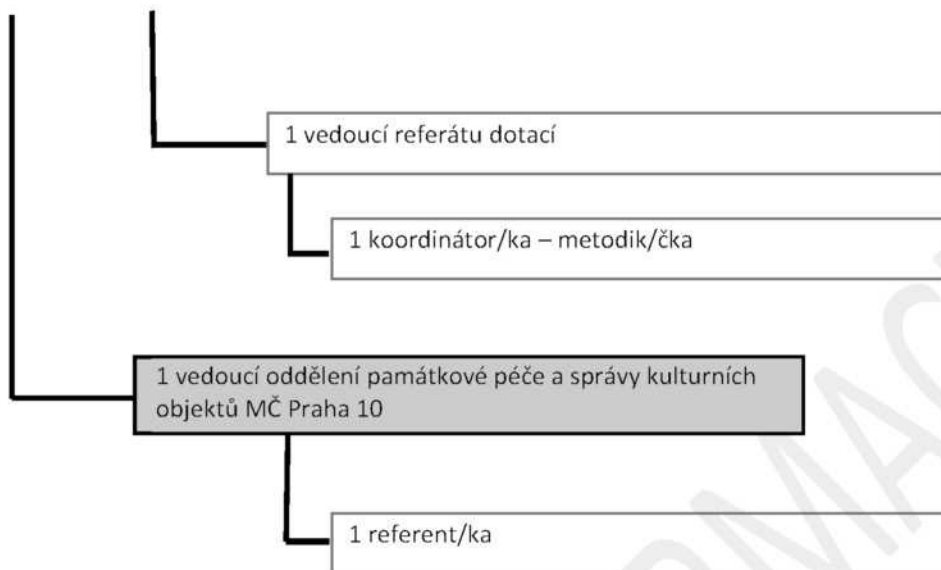 1 vedoucí referátu dotací
1 koordinátor/ka – metodik/čka
1 vedoucí oddělení památkové péče a správy kulturních
objektů MČ Praha 10
1 referent/ka